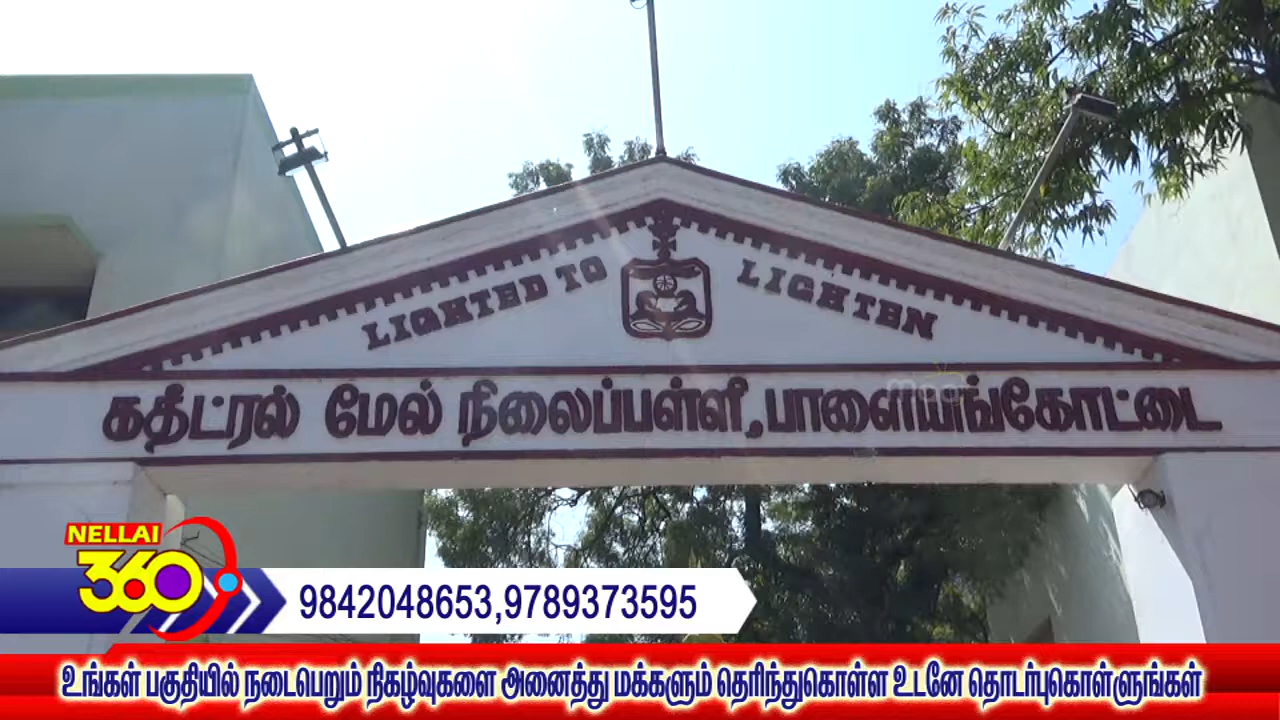 LIGHTED TO LIGHTEN
கதீட்ரல் மேல் நிலைப்பள்ளி, பாளையங்கோட்டை
NELLAI
360
9842048653,9789373595
உங்கள் பகுதியில் நடைபெறும் நிகழ்வுகளை அனைத்து மக்களும் தெரிந்துகொள்ள உடனே தொடர்புகொள்ளுங்கள்